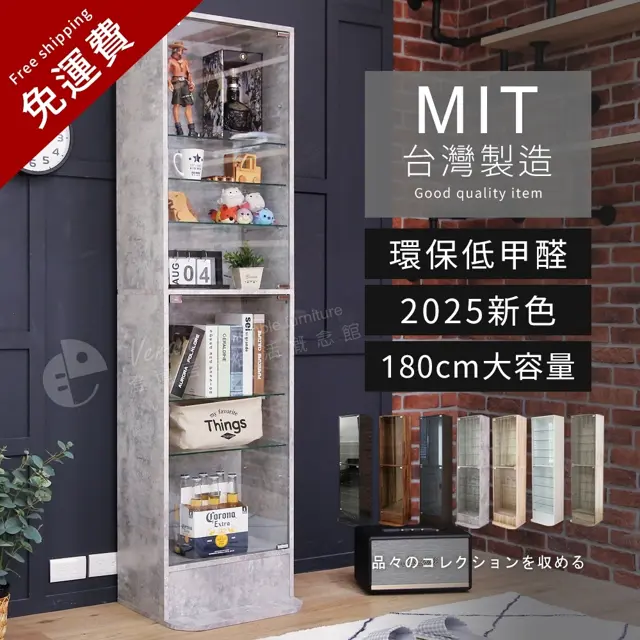 Free shipping
免運費
MIT
台灣製造
Good quality item
環保低甲醛
2025新色
180cm大容量
AUG 04
my favorite
Things
Corona
Extra
品々のコレクションを収める